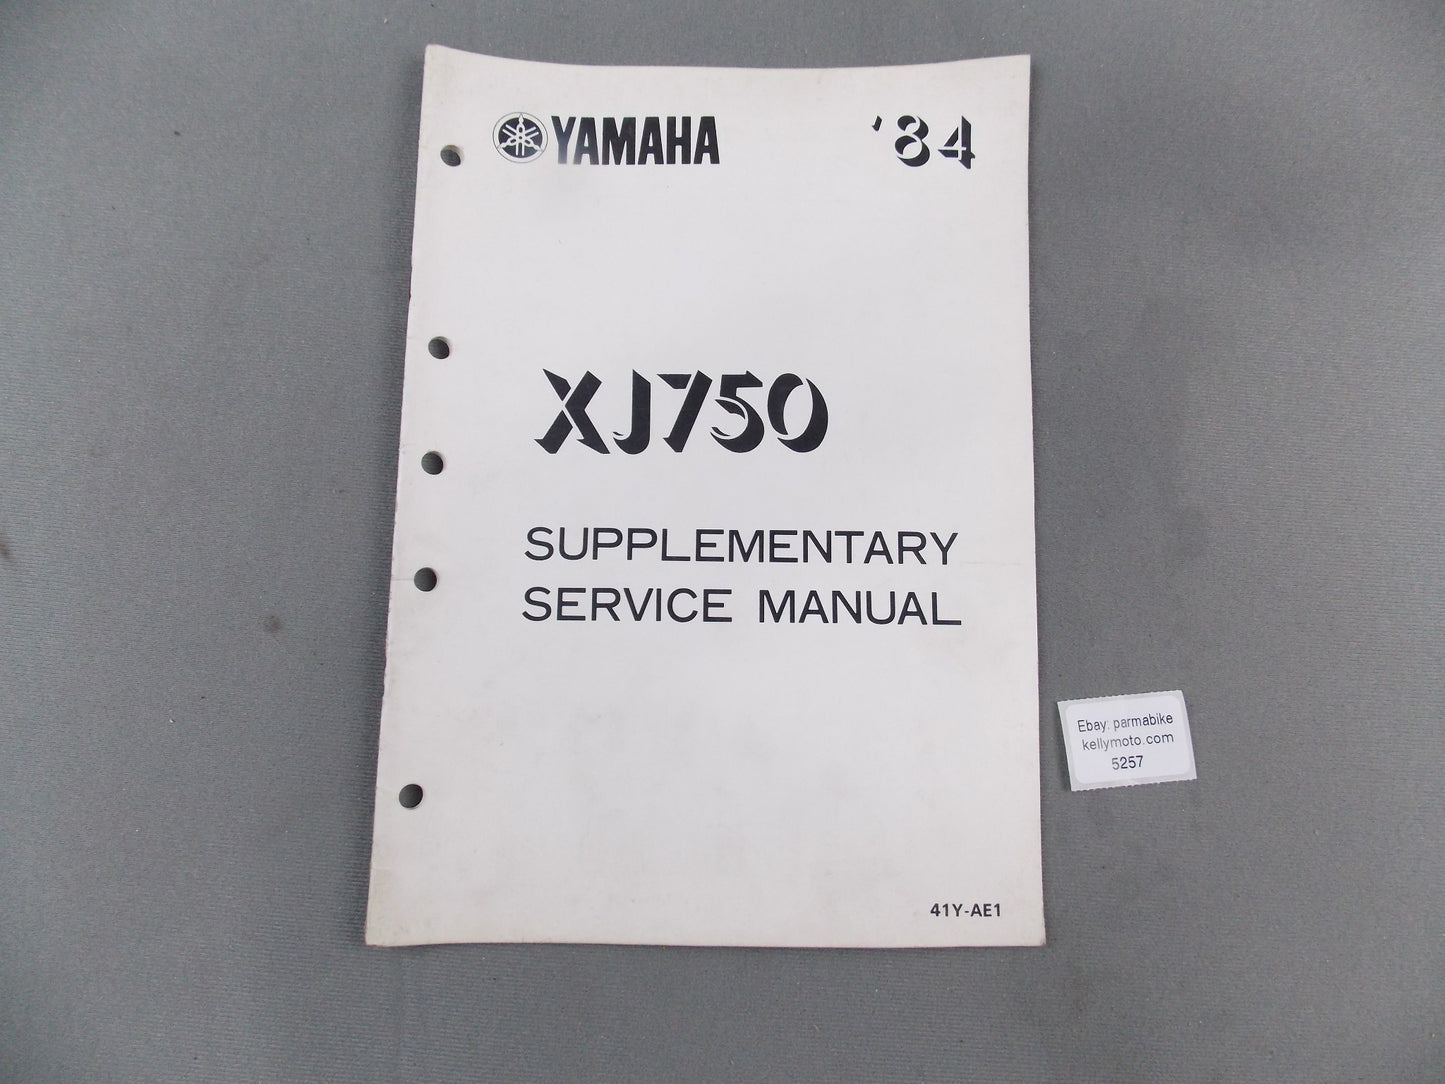 YAMAHA '84
XJ750
SUPPLEMENTARY
SERVICE MANUAL
Ebay: parmabike
kellymoto.com
5257
41Y-AE1